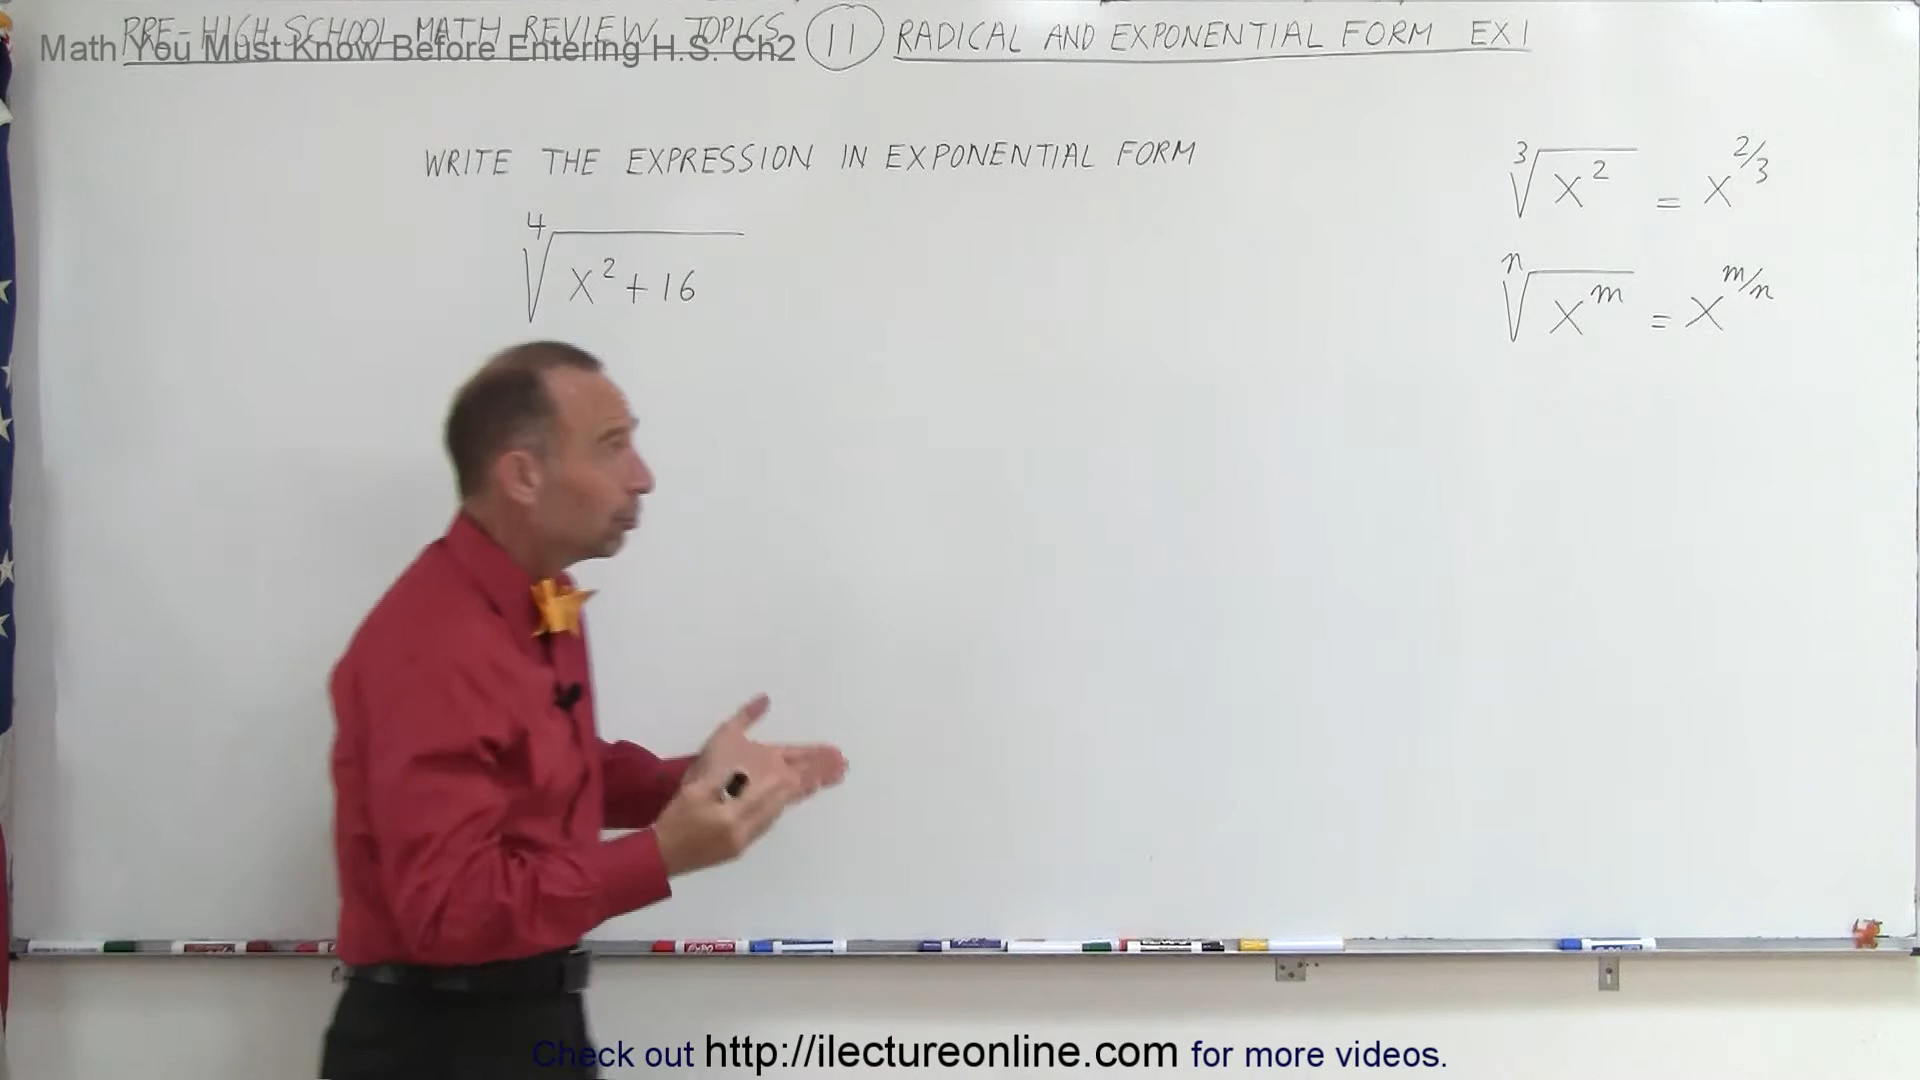 PRE-HIGH SCHOOL MATH REVIEW TOPICS 11 RADICAL AND EXPONENTIAL FORM EX1
Math You Must Know Before Entering H.S. Ch2
WRITE THE EXPRESSION IN EXPONENTIAL FORM
∜(x²+16)
∛(x²) = x^(2/3)
ⁿ√(x^m) = x^(m/n)
EXPO
Check out http://ilectureonline.com for more videos.